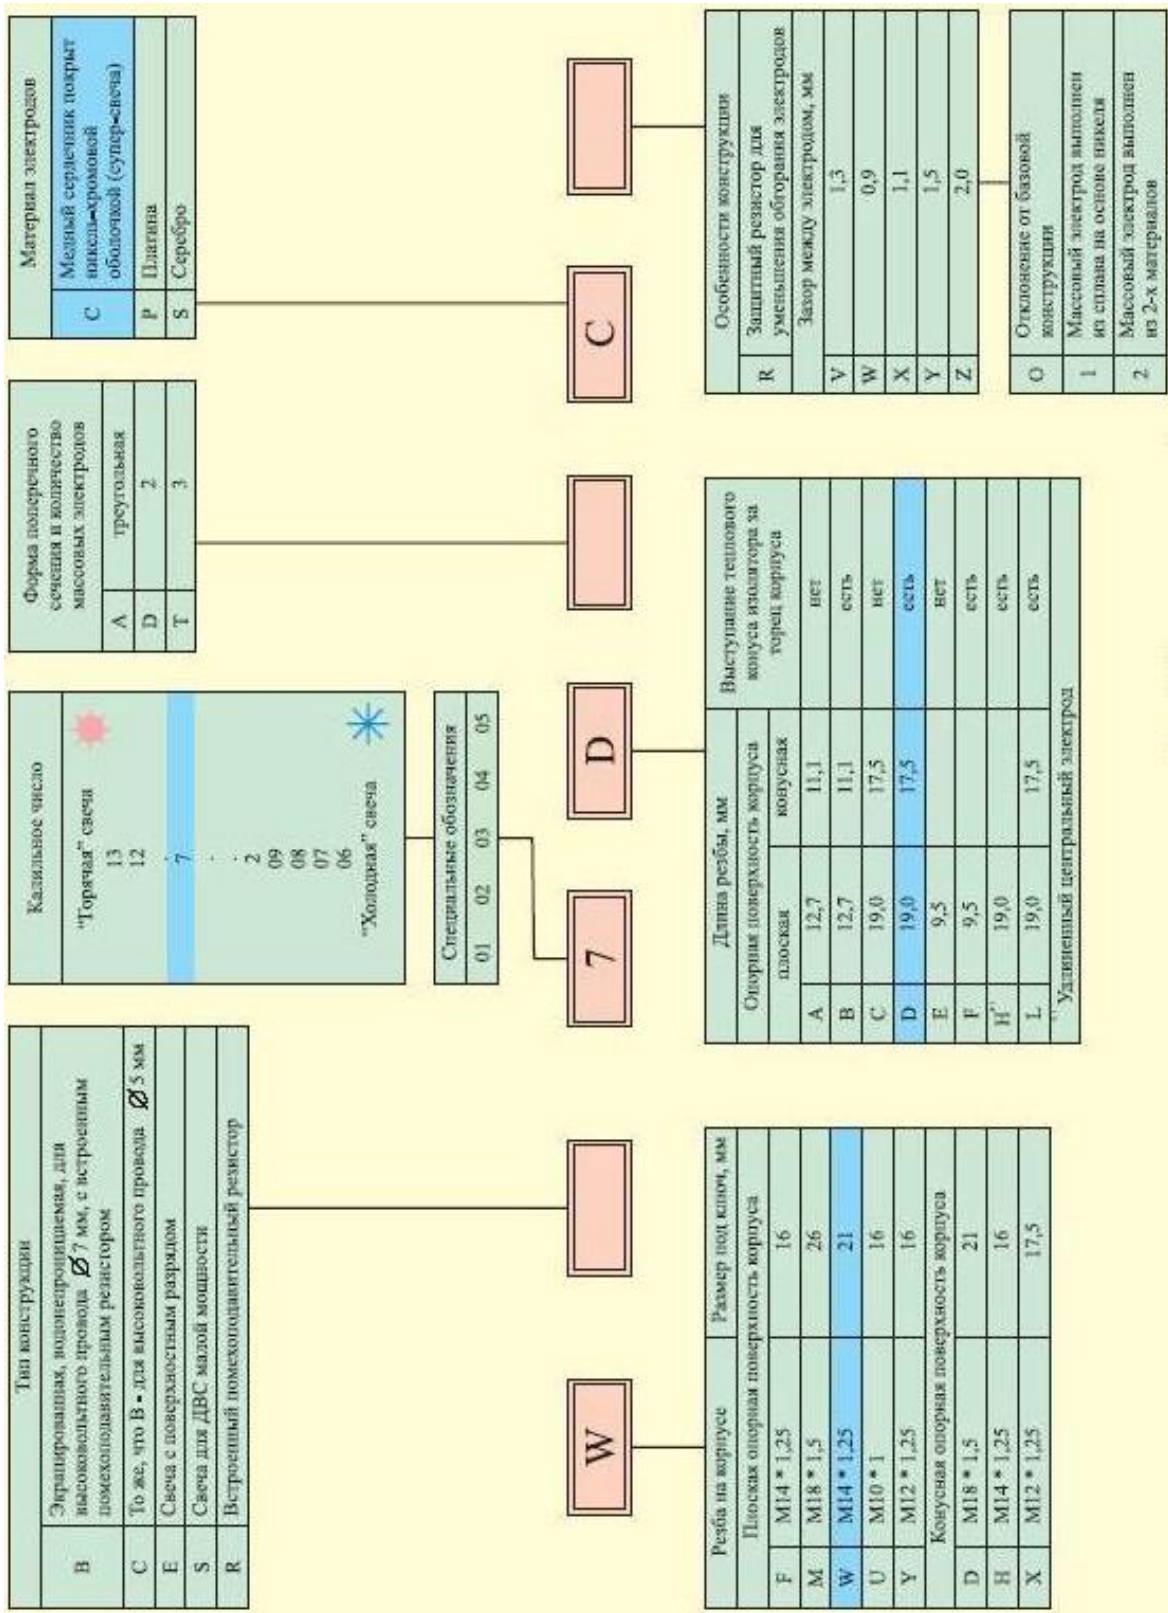 Тип конструкции
B Экранированная, водонепроницаемая, для
высоковольтного провода Ø 7 мм, с встроенным
помехоподавительным резистором
C То же, что B - для высоковольтного провода Ø 5 мм
E Свеча с поверхностным разрядом
S Свеча для ДВС малой мощности
R Встроенный помехоподавительный резистор
Калильное число
"Горячая" свеча
13
12
.
7
.
.
2
09
08
07
06
"Холодная" свеча
Специальные обозначения
01 02 03 04 05
Форма поперечного
сечения и количество
массовых электродов
A треугольная
D 2
T 3
Материал электродов
C Медный сердечник покрыт
никель-хромовой
оболочкой (супер-свеча)
P Платина
S Серебро
W 7 D C
Резба на корпусе Размер под ключ, мм
Плоская опорная поверхность корпуса
F M14 * 1,25 16
M M18 * 1,5 26
W M14 * 1,25 21
U M10 * 1 16
Y M12 * 1,25 16
Конусная опорная поверхность корпуса
D M18 * 1,5 21
H M14 * 1,25 16
X M12 * 1,25 17,5
Длина резбы, мм
Опорная поверхность корпуса
плоская конусная
Выступание теплового
конуса изолятора за
торец корпуса
A 12,7 11,1 нет
B 12,7 11,1 есть
C 19,0 17,5 нет
D 19,0 17,5 есть
E 9,5 нет
F 9,5 есть
H*) 19,0 есть
L 19,0 17,5 есть
*) Удлиненный центральный электрод
Особенности конструкции
R Защитный резистор для
уменьшения обгорания электродов
Зазор между электродом, мм
V 1,3
W 0,9
X 1,1
Y 1,5
Z 2,0
O Отклонение от базовой
конструкции
1 Массовый электрод выполнен
из сплава на основе никеля
2 Массовый электрод выполнен
из 2-х материалов